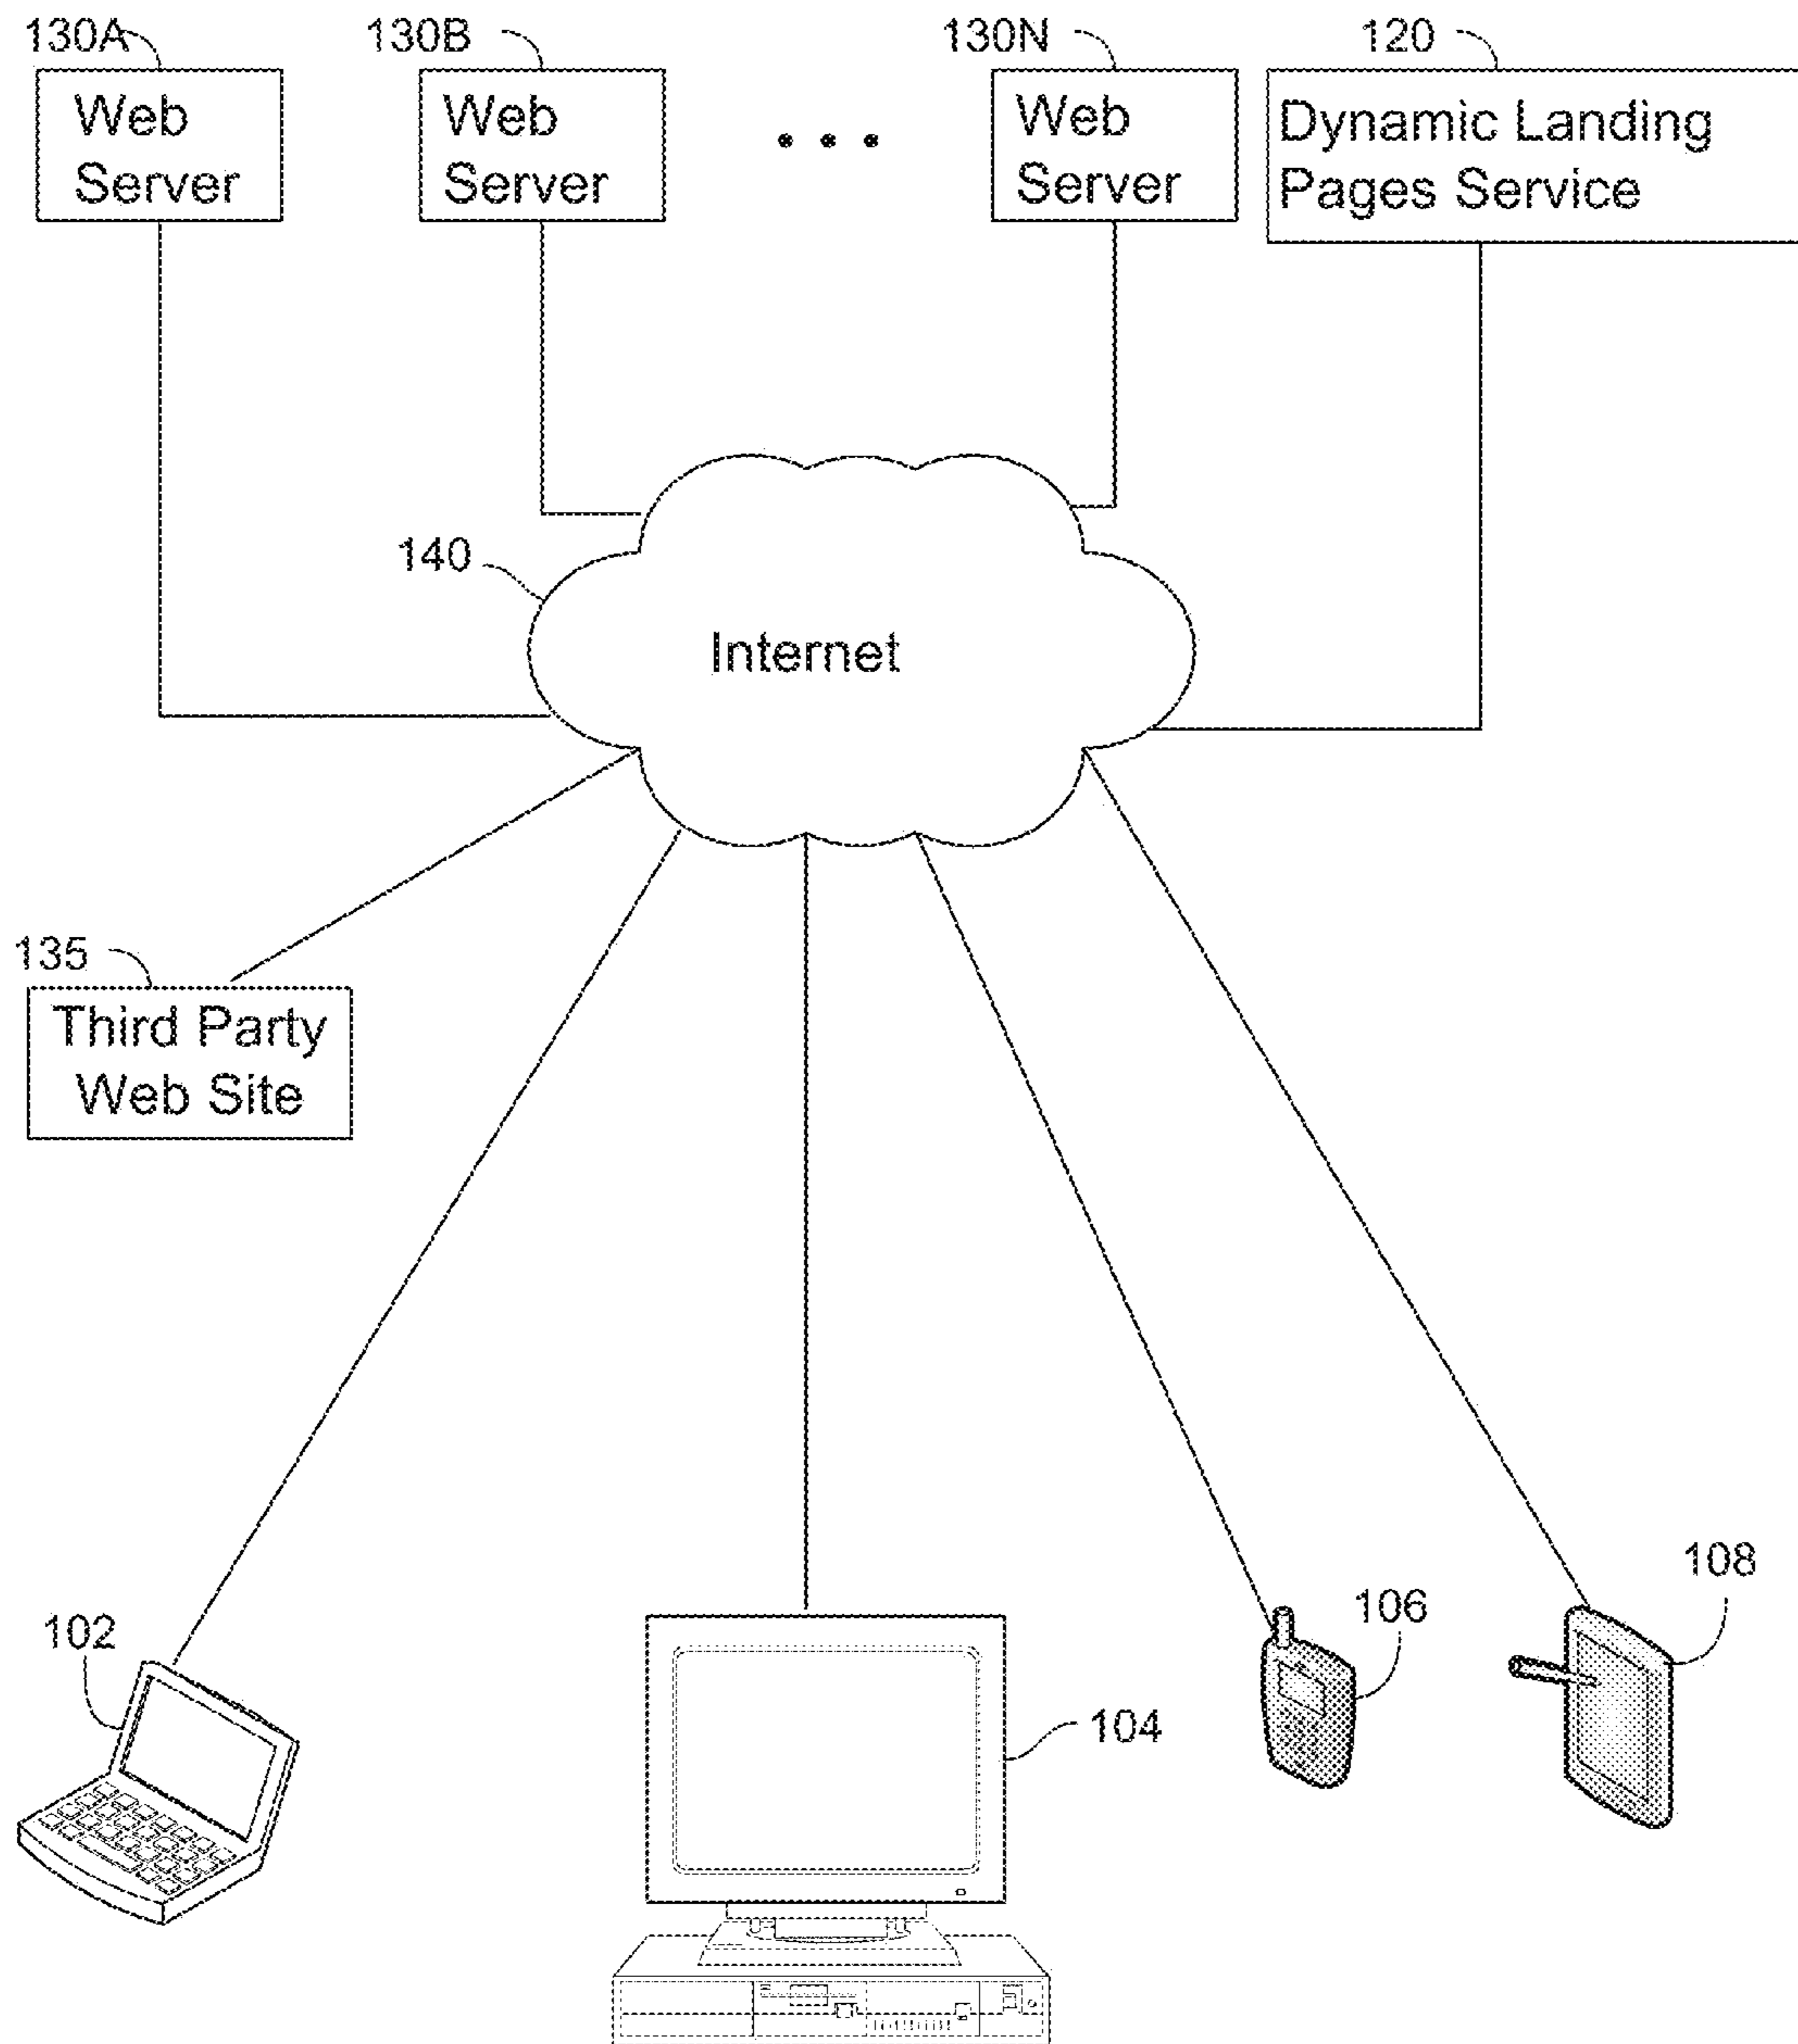 130A
130B
130N
120
Web
Server
Web
Server
. . .
Web
Server
Dynamic Landing
Pages Service
140
Internet
135
Third Party
Web Site
102
104
106
108